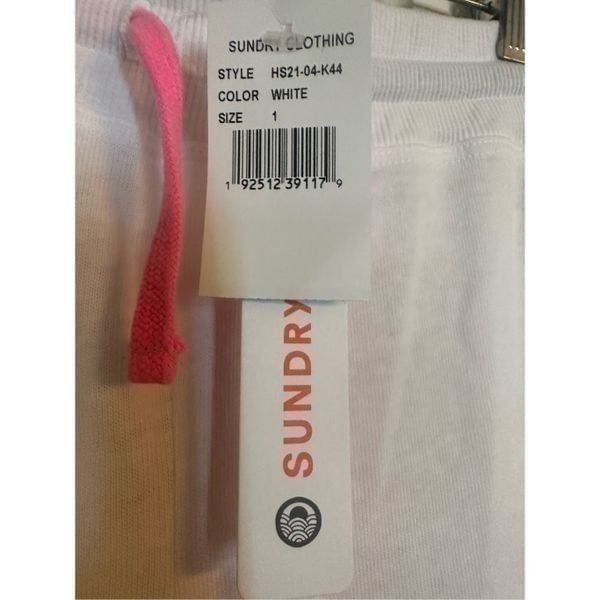 SUNDRY CLOTHING
STYLE HS21-04-K44
COLOR WHITE
SIZE 1
1 92512 39117 9
SUNDRY